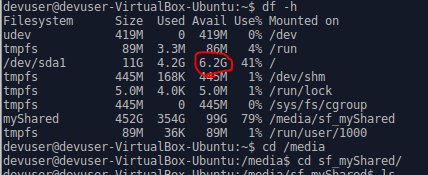 devuser@devuser-VirtualBox-Ubuntu:~$ df -h
Filesystem      Size  Used Avail Use% Mounted on
udev            419M     0  419M   0% /dev
tmpfs            89M  3.3M   86M   4% /run
/dev/sda1        11G  4.2G  6.2G  41% /
tmpfs           445M  168K  445M   1% /dev/shm
tmpfs           5.0M  4.0K  5.0M   1% /run/lock
tmpfs           445M     0  445M   0% /sys/fs/cgroup
myShared        452G  354G   99G  79% /media/sf_myShared
tmpfs            89M   36K   89M   1% /run/user/1000
devuser@devuser-VirtualBox-Ubuntu:~$ cd /media
devuser@devuser-VirtualBox-Ubuntu:/media$ cd sf_myShared/
devuser@devuser-VirtualBox-Ubuntu:/media/sf_myShared$ ls